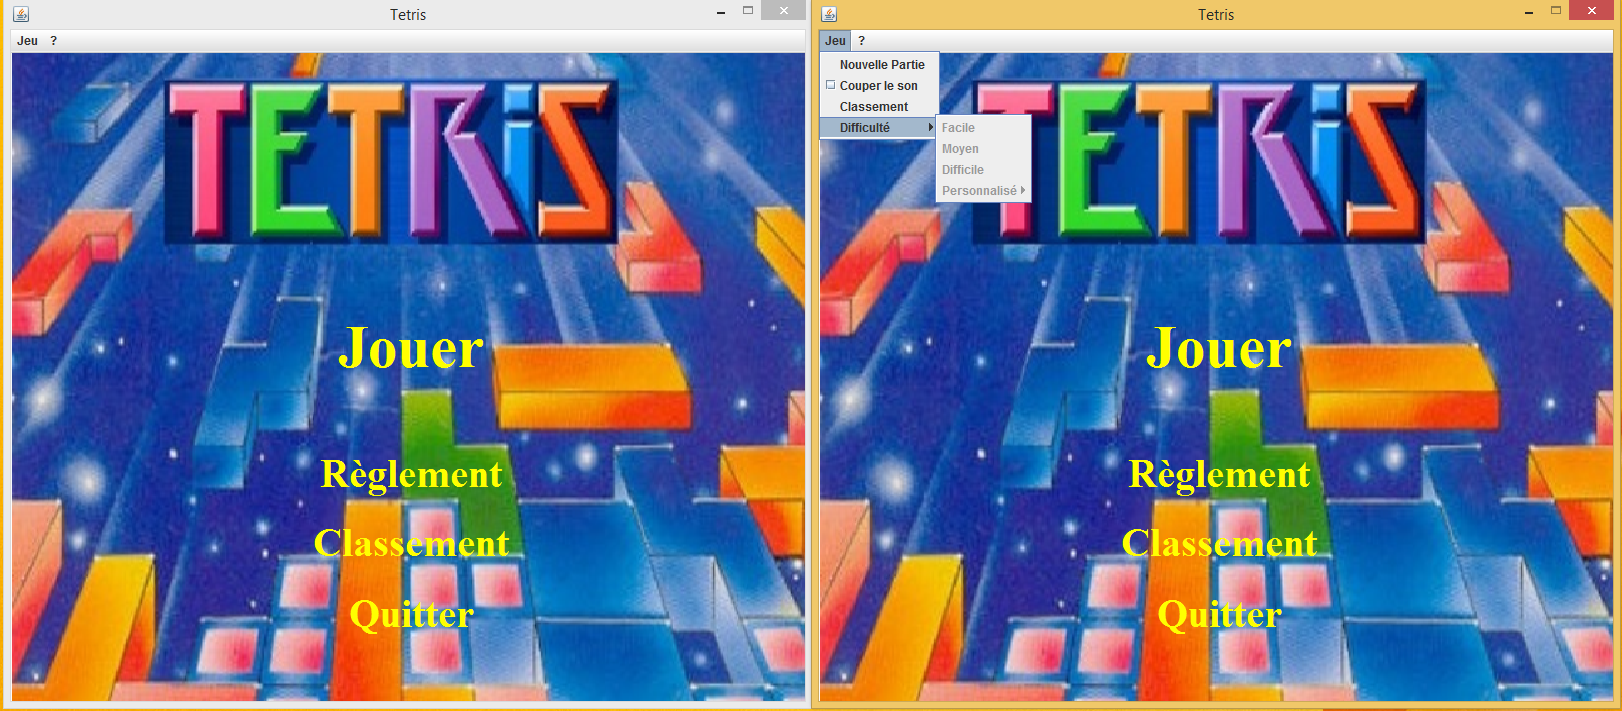 Tetris
Jeu ?
TETRiS
Jouer
Règlement
Classement
Quitter
Tetris
Jeu ?
Nouvelle Partie
Couper le son
Classement
Difficulté
Facile
Moyen
Difficile
Personnalisé
TETRiS
Jouer
Règlement
Classement
Quitter